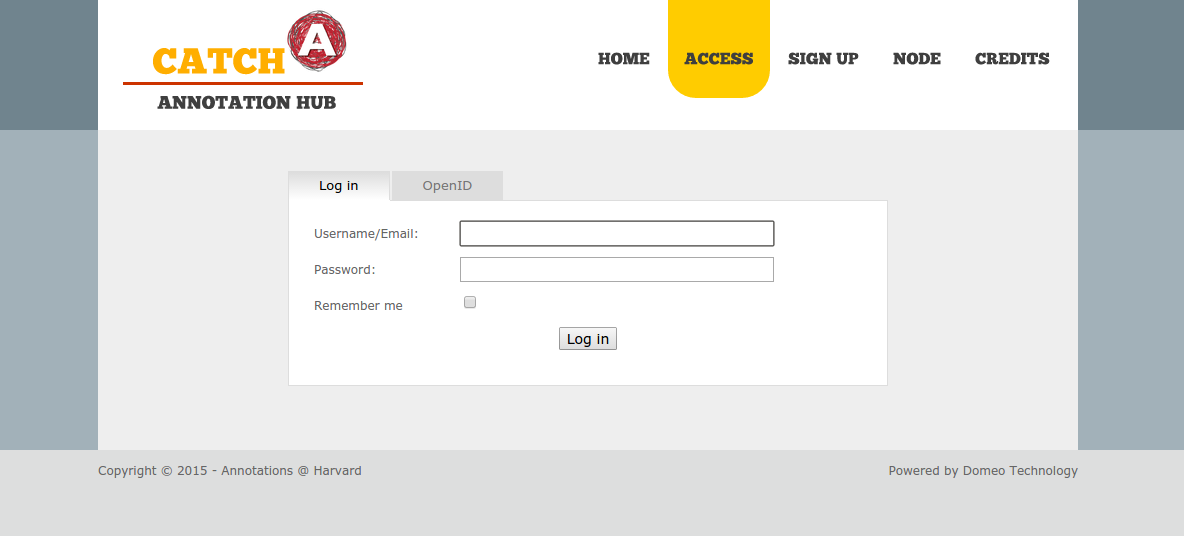 CATCH A
ANNOTATION HUB
HOME ACCESS SIGN UP NODE CREDITS
Log in OpenID
Username/Email:
Password:
Remember me
Log in
Copyright © 2015 - Annotations @ Harvard Powered by Domeo Technology